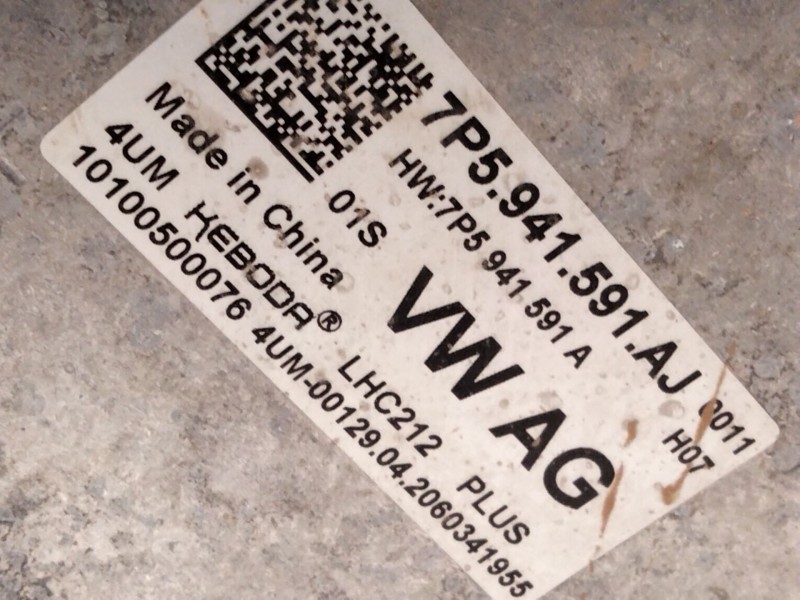 7P5.941.591.AJ 0011
HW:7P5 941 591 A H07
01S VW AG
Made in China LHC212 PLUS
4UM KEBODA®
10100500076 4UM-00129.04.2060341955